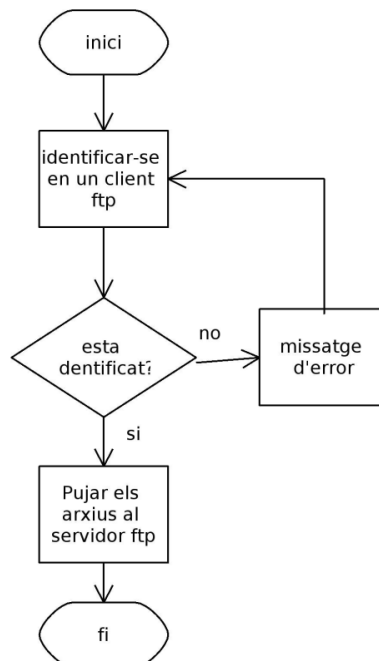 inici
identificar-se
en un client
ftp
esta
dentificat?
no
missatge
d'error
si
Pujar els
arxius al
servidor ftp
fi